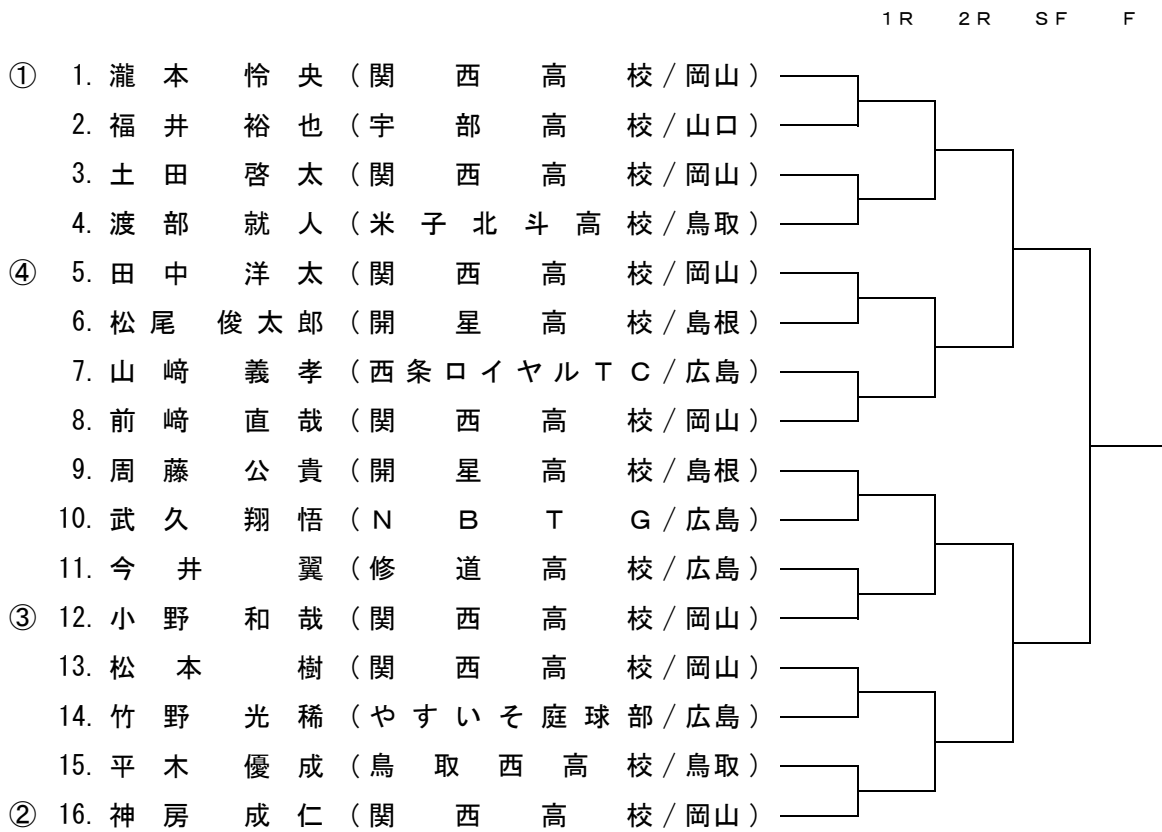 1R 2R SF F
① 1. 瀧本 怜央 (関西高校/岡山)
2. 福井 裕也 (宇部高校/山口)
3. 土田 啓太 (関西高校/岡山)
4. 渡部 就人 (米子北斗高校/鳥取)
④ 5. 田中 洋太 (関西高校/岡山)
6. 松尾 俊太郎 (開星高校/島根)
7. 山﨑 義孝 (西条ロイヤルTC/広島)
8. 前﨑 直哉 (関西高校/岡山)
9. 周藤 公貴 (開星高校/島根)
10. 武久 翔悟 (NBTG/広島)
11. 今井 翼 (修道高校/広島)
③ 12. 小野 和哉 (関西高校/岡山)
13. 松本 樹 (関西高校/岡山)
14. 竹野 光稀 (やすいそ庭球部/広島)
15. 平木 優成 (鳥取西高校/鳥取)
② 16. 神房 成仁 (関西高校/岡山)